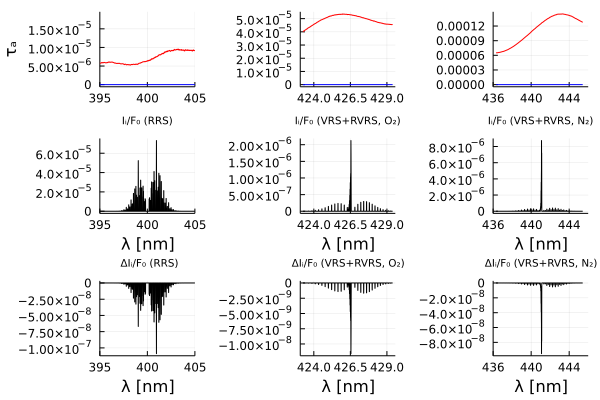 τₐ
1.50×10⁻⁵
1.00×10⁻⁵
5.00×10⁻⁶
0
395 400 405
5.0×10⁻⁵
4.0×10⁻⁵
3.0×10⁻⁵
2.0×10⁻⁵
1.0×10⁻⁵
0
424.0 426.5 429.0
0.00012
0.00009
0.00006
0.00003
0.00000
436 440 444
Iᵢ/F₀ (RRS)
Iᵢ/F₀ (VRS+RVRS, O₂)
Iᵢ/F₀ (VRS+RVRS, N₂)
6.0×10⁻⁵
4.0×10⁻⁵
2.0×10⁻⁵
0
395 400 405
λ [nm]
2.00×10⁻⁶
1.50×10⁻⁶
1.00×10⁻⁶
5.00×10⁻⁷
0
424.0 426.5 429.0
λ [nm]
8.0×10⁻⁶
6.0×10⁻⁶
4.0×10⁻⁶
2.0×10⁻⁶
0
436 440 444
λ [nm]
ΔIᵢ/F₀ (RRS)
ΔIᵢ/F₀ (VRS+RVRS, O₂)
ΔIᵢ/F₀ (VRS+RVRS, N₂)
0
−2.50×10⁻⁸
−5.00×10⁻⁸
−7.50×10⁻⁸
−1.00×10⁻⁷
395 400 405
λ [nm]
0
−2.50×10⁻⁹
−5.00×10⁻⁹
−7.50×10⁻⁹
−1.00×10⁻⁸
424.0 426.5 429.0
λ [nm]
0
−2.0×10⁻⁸
−4.0×10⁻⁸
−6.0×10⁻⁸
−8.0×10⁻⁸
436 440 444
λ [nm]